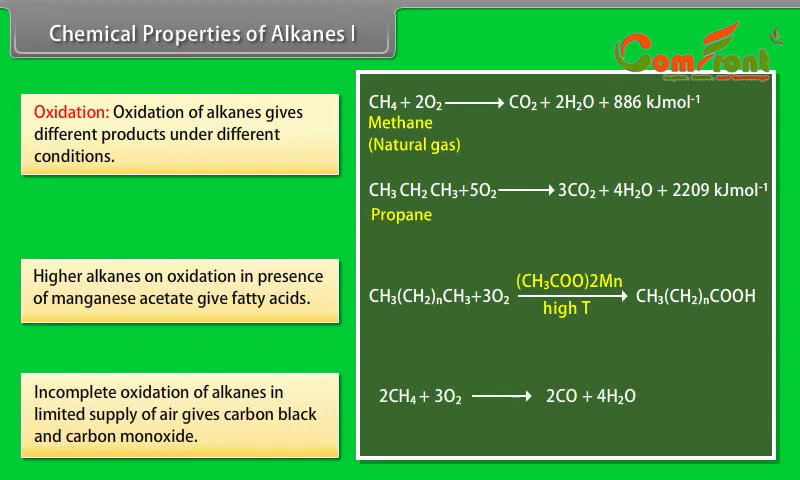 Chemical Properties of Alkanes I
ComFront
Oxidation: Oxidation of alkanes gives
different products under different
conditions.
CH₄ + 2O₂ ⟶ CO₂ + 2H₂O + 886 kJmol⁻¹
Methane
(Natural gas)
CH₃ CH₂ CH₃+5O₂ ⟶ 3CO₂ + 4H₂O + 2209 kJmol⁻¹
Propane
Higher alkanes on oxidation in presence
of manganese acetate give fatty acids.
(CH₃COO)2Mn
CH₃(CH₂)ₙCH₃+3O₂ ⟶ CH₃(CH₂)ₙCOOH
high T
Incomplete oxidation of alkanes in
limited supply of air gives carbon black
and carbon monoxide.
2CH₄ + 3O₂ ⟶ 2CO + 4H₂O